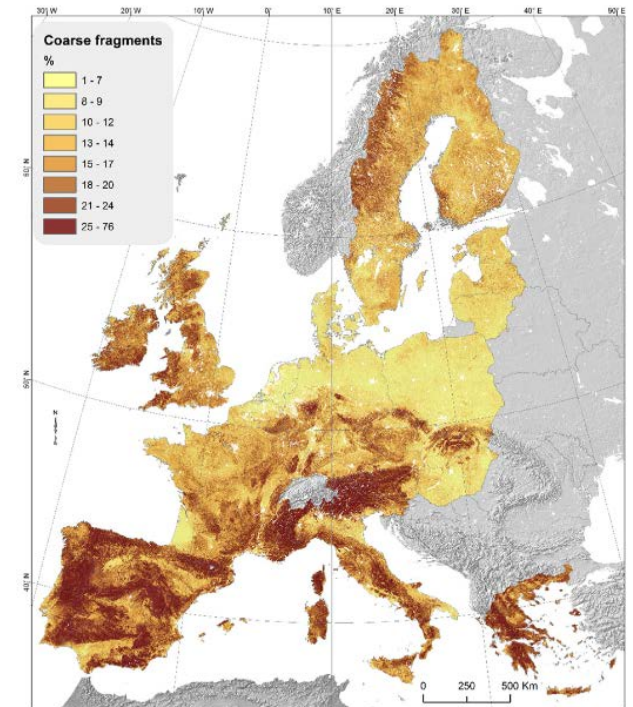 30° W
20° W
10° W
0°
10° E
20° E
30° E
40° E
50° E
Coarse fragments
%
1 - 7
8 - 9
10 - 12
13 - 14
15 - 17
18 - 20
21 - 24
25 - 76
60° N
50° N
40° N
0 250 500 Km